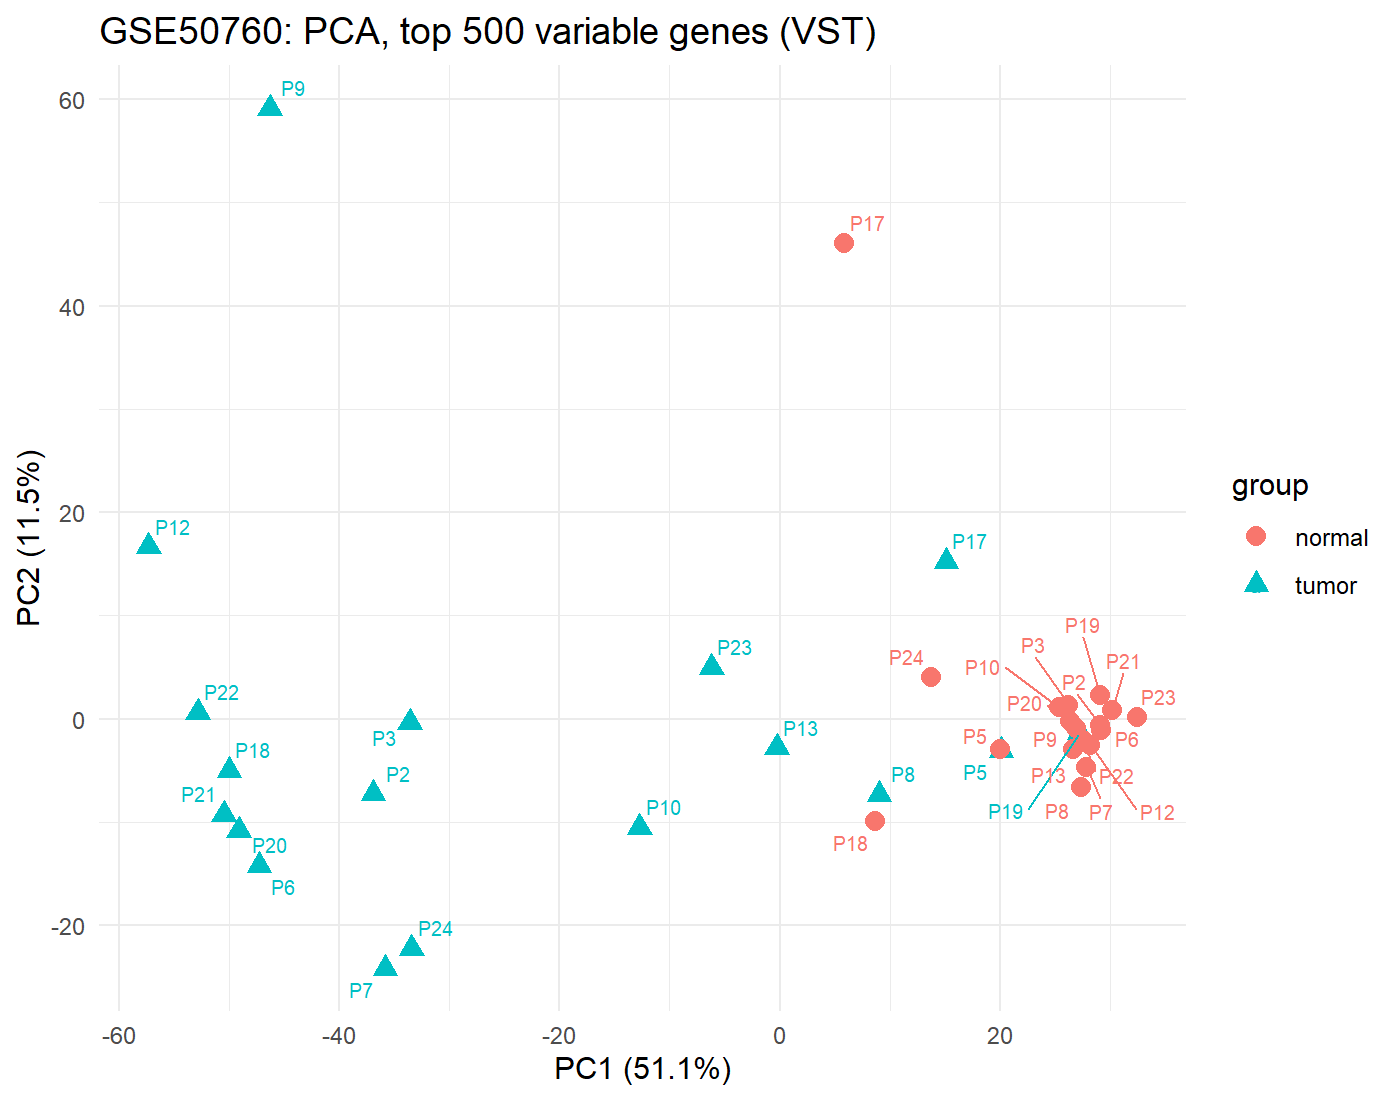 GSE50760: PCA, top 500 variable genes (VST)
P9
60
P17
40
PC2 (11.5%)
20
P12
P17
P19
P23
P3
P24
P21
P10
P2
P22
P23
P20
0
P13
P3
P5
P9
P6
P18
P5
P13
P22
P2
P8
P21
P10
P19
P8
P7
P12
P20
P18
P6
-20
P24
P7
-60
-40
-20
0
20
PC1 (51.1%)
group
normal
tumor